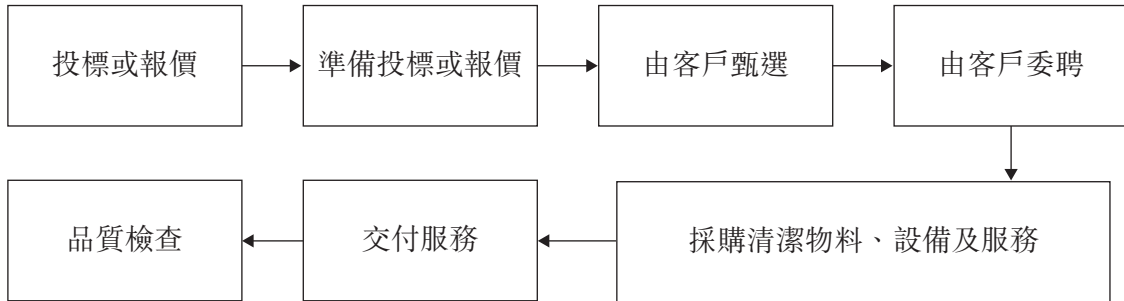 投標或報價
準備投標或報價
由客戶甄選
由客戶委聘
採購清潔物料、設備及服務
交付服務
品質檢查